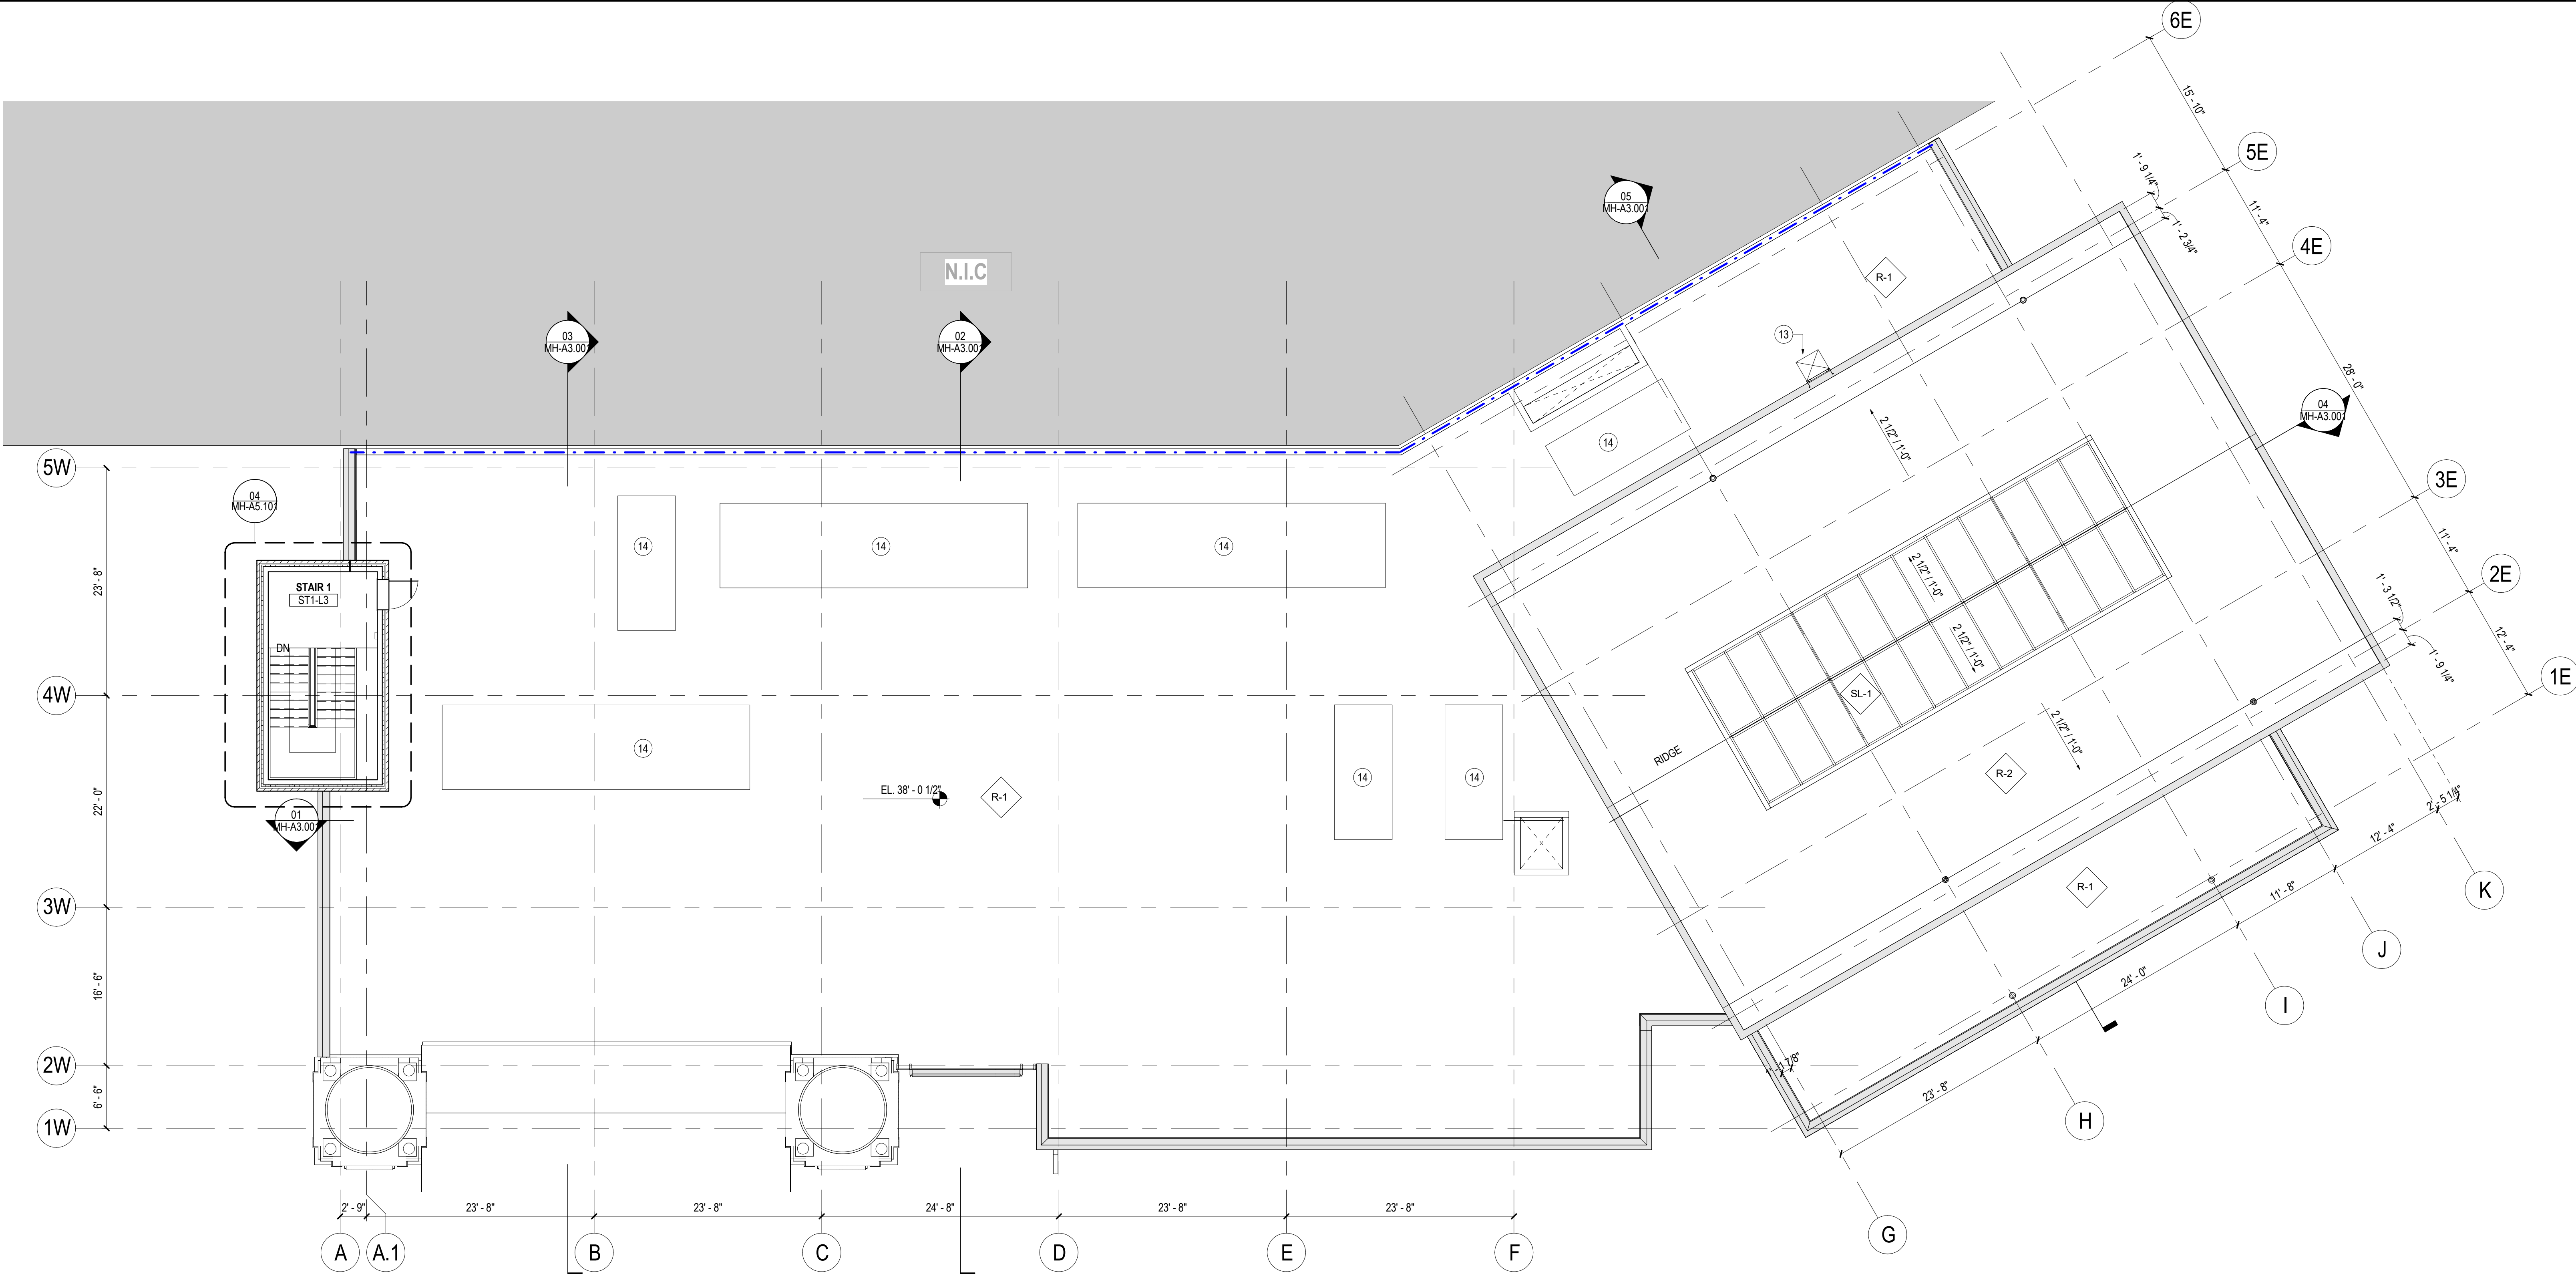 6E
15' - 10"
5E
1' - 9 1/4"
11' - 4"
1' - 2 3/4"
4E
05
MH-A3.001
N.I.C
R-1
03
MH-A3.001
02
MH-A3.001
13
28' - 0"
04
MH-A3.001
2 1/2" / 1'-0"
14
5W
3E
04
MH-A5.101
11' - 4"
14
14
14
2E
2 1/2" / 1'-0"
23' - 8"
STAIR 1
ST1-L3
1' - 3 1/2"
12' - 4"
2 1/2" / 1'-0"
DN
1' - 9 1/4"
1E
4W
SL-1
2 1/2" / 1'-0"
RIDGE
14
14
14
R-2
EL. 38' - 0 1/2"
R-1
22' - 0"
2' - 5 1/4"
01
MH-A3.001
12' - 4"
R-1
K
11' - 8"
3W
J
24' - 0"
16' - 6"
I
2W
23' - 8"
6' - 6"
1W
H
2' - 9"
23' - 8"
23' - 8"
24' - 8"
23' - 8"
23' - 8"
G
A
A.1
B
C
D
E
F